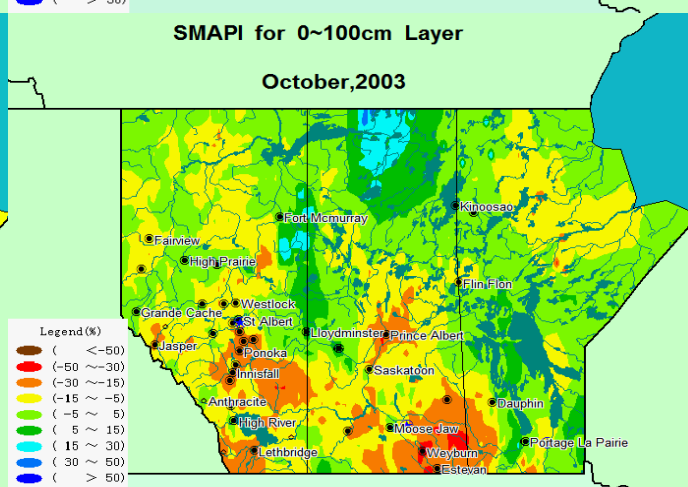 ( > 50)
SMAPI for 0~100cm Layer
October,2003
Kinoosao
Fort Mcmurray
Fairview
High Prairie
Flin Flon
Westlock
Grande Cache
St Albert
Lloydminster
Prince Albert
Jasper
Ponoka
Innisfall
Saskatoon
Anthracite
Dauphin
High River
Moose Jaw
Portage La Pairie
Lethbridge
Weyburn
Estevan
Legend(%)
( <-50)
(-50 ~-30)
(-30 ~-15)
(-15 ~ -5)
( -5 ~ 5)
( 5 ~ 15)
( 15 ~ 30)
( 30 ~ 50)
( > 50)